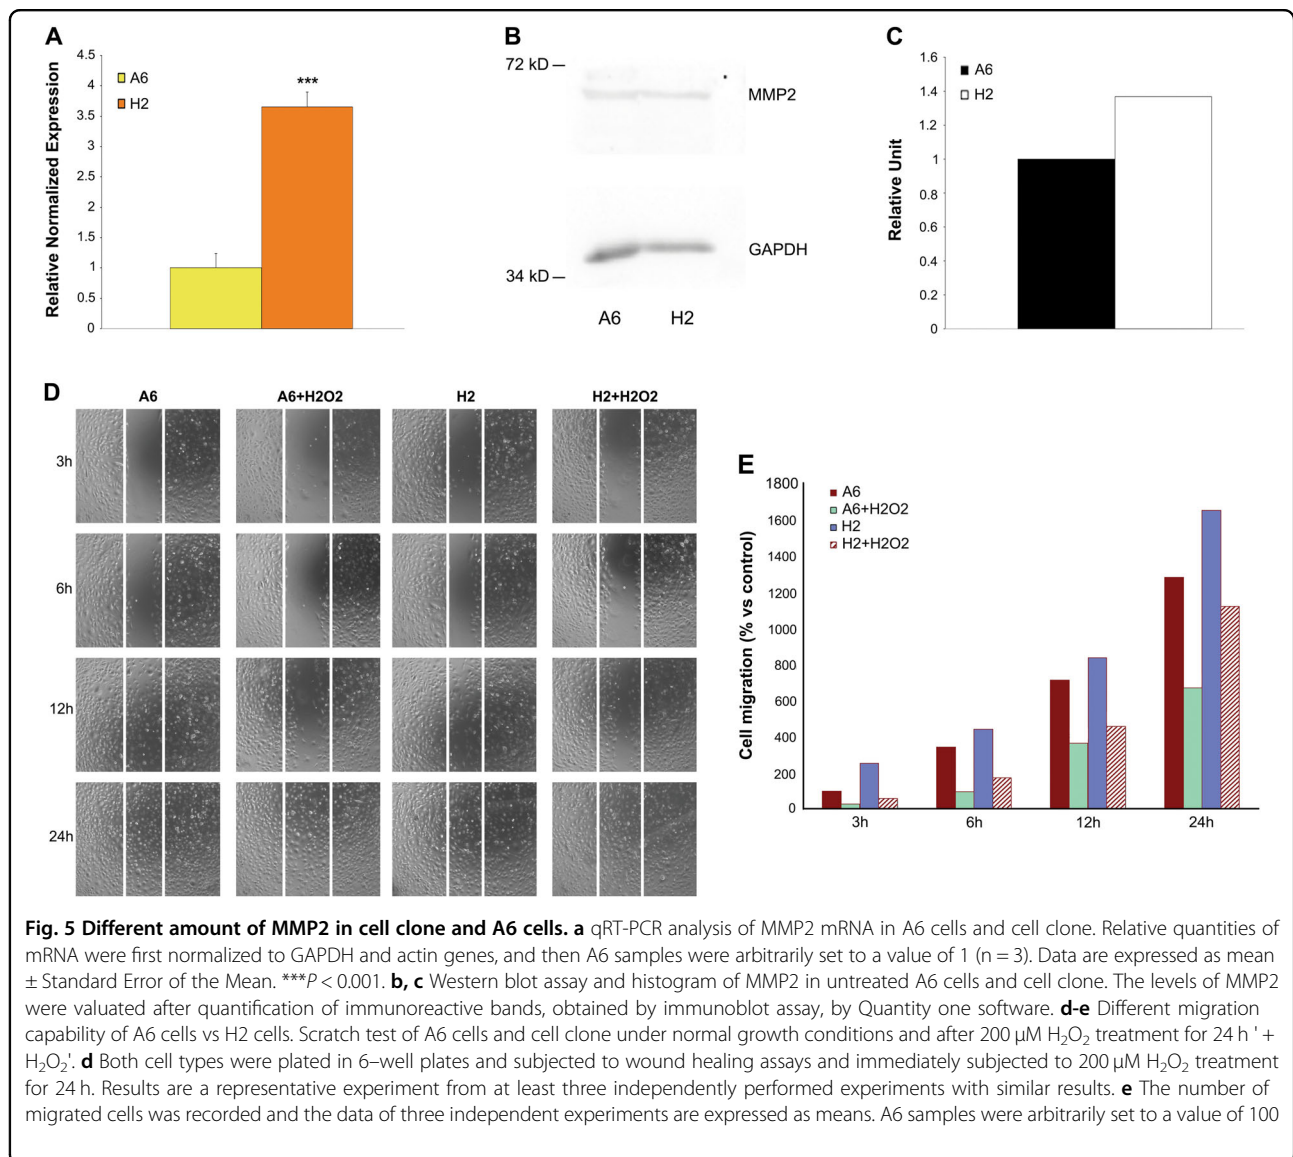 A
4.5
4
3.5
3
2.5
2
1.5
1
0.5
0
Relative Normalized Expression
A6
H2
***
B
72 kD
MMP2
GAPDH
34 kD
A6 H2
C
1.6
1.4
1.2
1
0.8
0.6
0.4
0.2
0
Relative Unit
A6
H2
D
A6 A6+H2O2 H2 H2+H2O2
3h
6h
12h
24h
E
1800
1600
1400
1200
1000
800
600
400
200
0
Cell migration (% vs control)
A6
A6+H2O2
H2
H2+H2O2
3h 6h 12h 24h
Fig. 5 Different amount of MMP2 in cell clone and A6 cells. a qRT-PCR analysis of MMP2 mRNA in A6 cells and cell clone. Relative quantities of
mRNA were first normalized to GAPDH and actin genes, and then A6 samples were arbitrarily set to a value of 1 (n = 3). Data are expressed as mean
± Standard Error of the Mean. ***P < 0.001. b, c Western blot assay and histogram of MMP2 in untreated A6 cells and cell clone. The levels of MMP2
were valuated after quantification of immunoreactive bands, obtained by immunoblot assay, by Quantity one software. d-e Different migration
capability of A6 cells vs H2 cells. Scratch test of A6 cells and cell clone under normal growth conditions and after 200 µM H₂O₂ treatment for 24 h ' +
H₂O₂'. d Both cell types were plated in 6–well plates and subjected to wound healing assays and immediately subjected to 200 µM H₂O₂ treatment
for 24 h. Results are a representative experiment from at least three independently performed experiments with similar results. e The number of
migrated cells was recorded and the data of three independent experiments are expressed as means. A6 samples were arbitrarily set to a value of 100